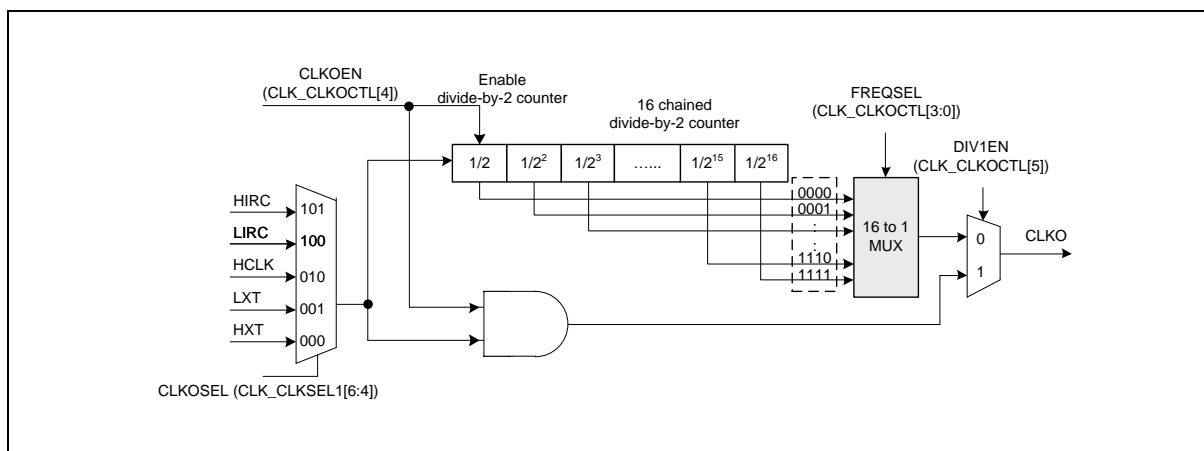 CLKOEN
(CLK_CLKOCTL[4])
Enable
divide-by-2 counter
16 chained
divide-by-2 counter
FREQSEL
(CLK_CLKOCTL[3:0])
DIV1EN
(CLK_CLKOCTL[5])
1/2
1/2²
1/2³
…...
1/2¹⁵
1/2¹⁶
0000
0001
:
:
1110
1111
16 to 1
MUX
0
1
CLKO
HIRC
101
LIRC
100
HCLK
010
LXT
001
HXT
000
CLKOSEL (CLK_CLKSEL1[6:4])